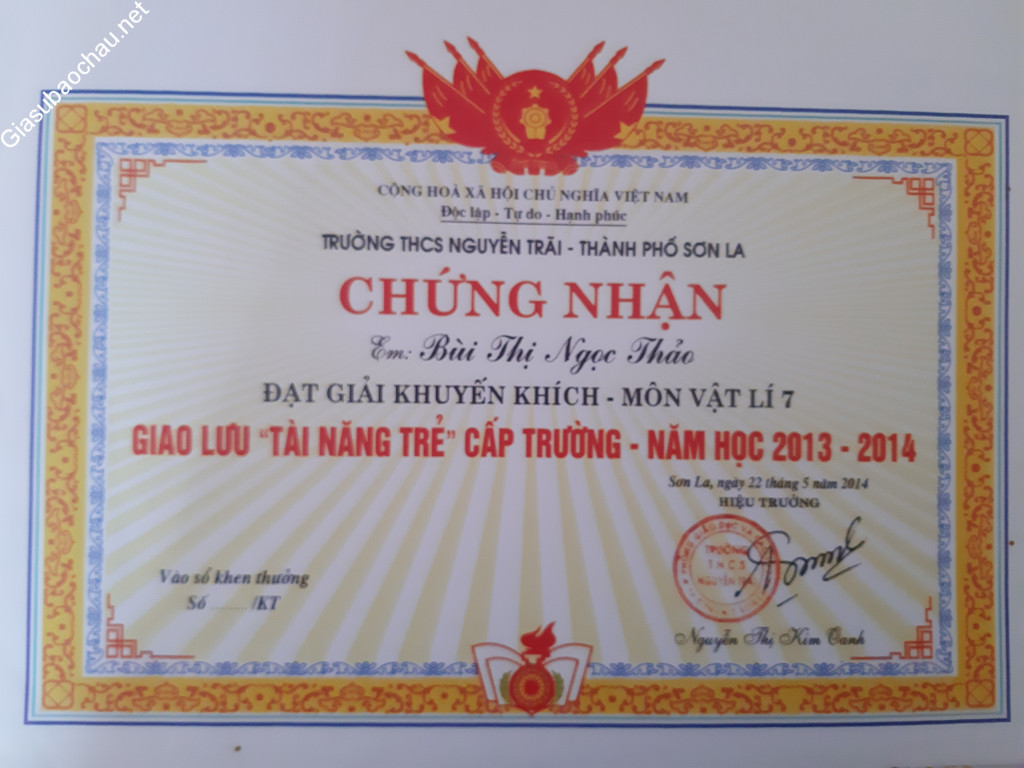 Giasubaochau.net
CỘNG HOÀ XÃ HỘI CHỦ NGHĨA VIỆT NAM
Độc lập - Tự do - Hạnh phúc
TRƯỜNG THCS NGUYỄN TRÃI - THÀNH PHỐ SƠN LA
CHỨNG NHẬN
Em: Bùi Thị Ngọc Thảo
ĐẠT GIẢI KHUYẾN KHÍCH - MÔN VẬT LÍ 7
GIAO LƯU "TÀI NĂNG TRẺ" CẤP TRƯỜNG - NĂM HỌC 2013 - 2014
Sơn La, ngày 22 tháng 5 năm 2014
HIỆU TRƯỞNG
TRƯỜNG
T.H.C.S
NGUYỄN TRÃI
Vào sổ khen thưởng
Số ......... /KT
Nguyễn Thị Kim Oanh